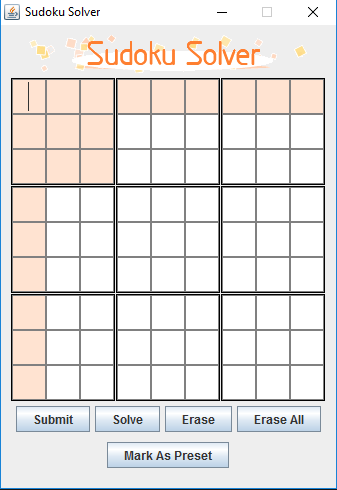 Sudoku Solver
Sudoku Solver
Submit Solve Erase Erase All
Mark As Preset